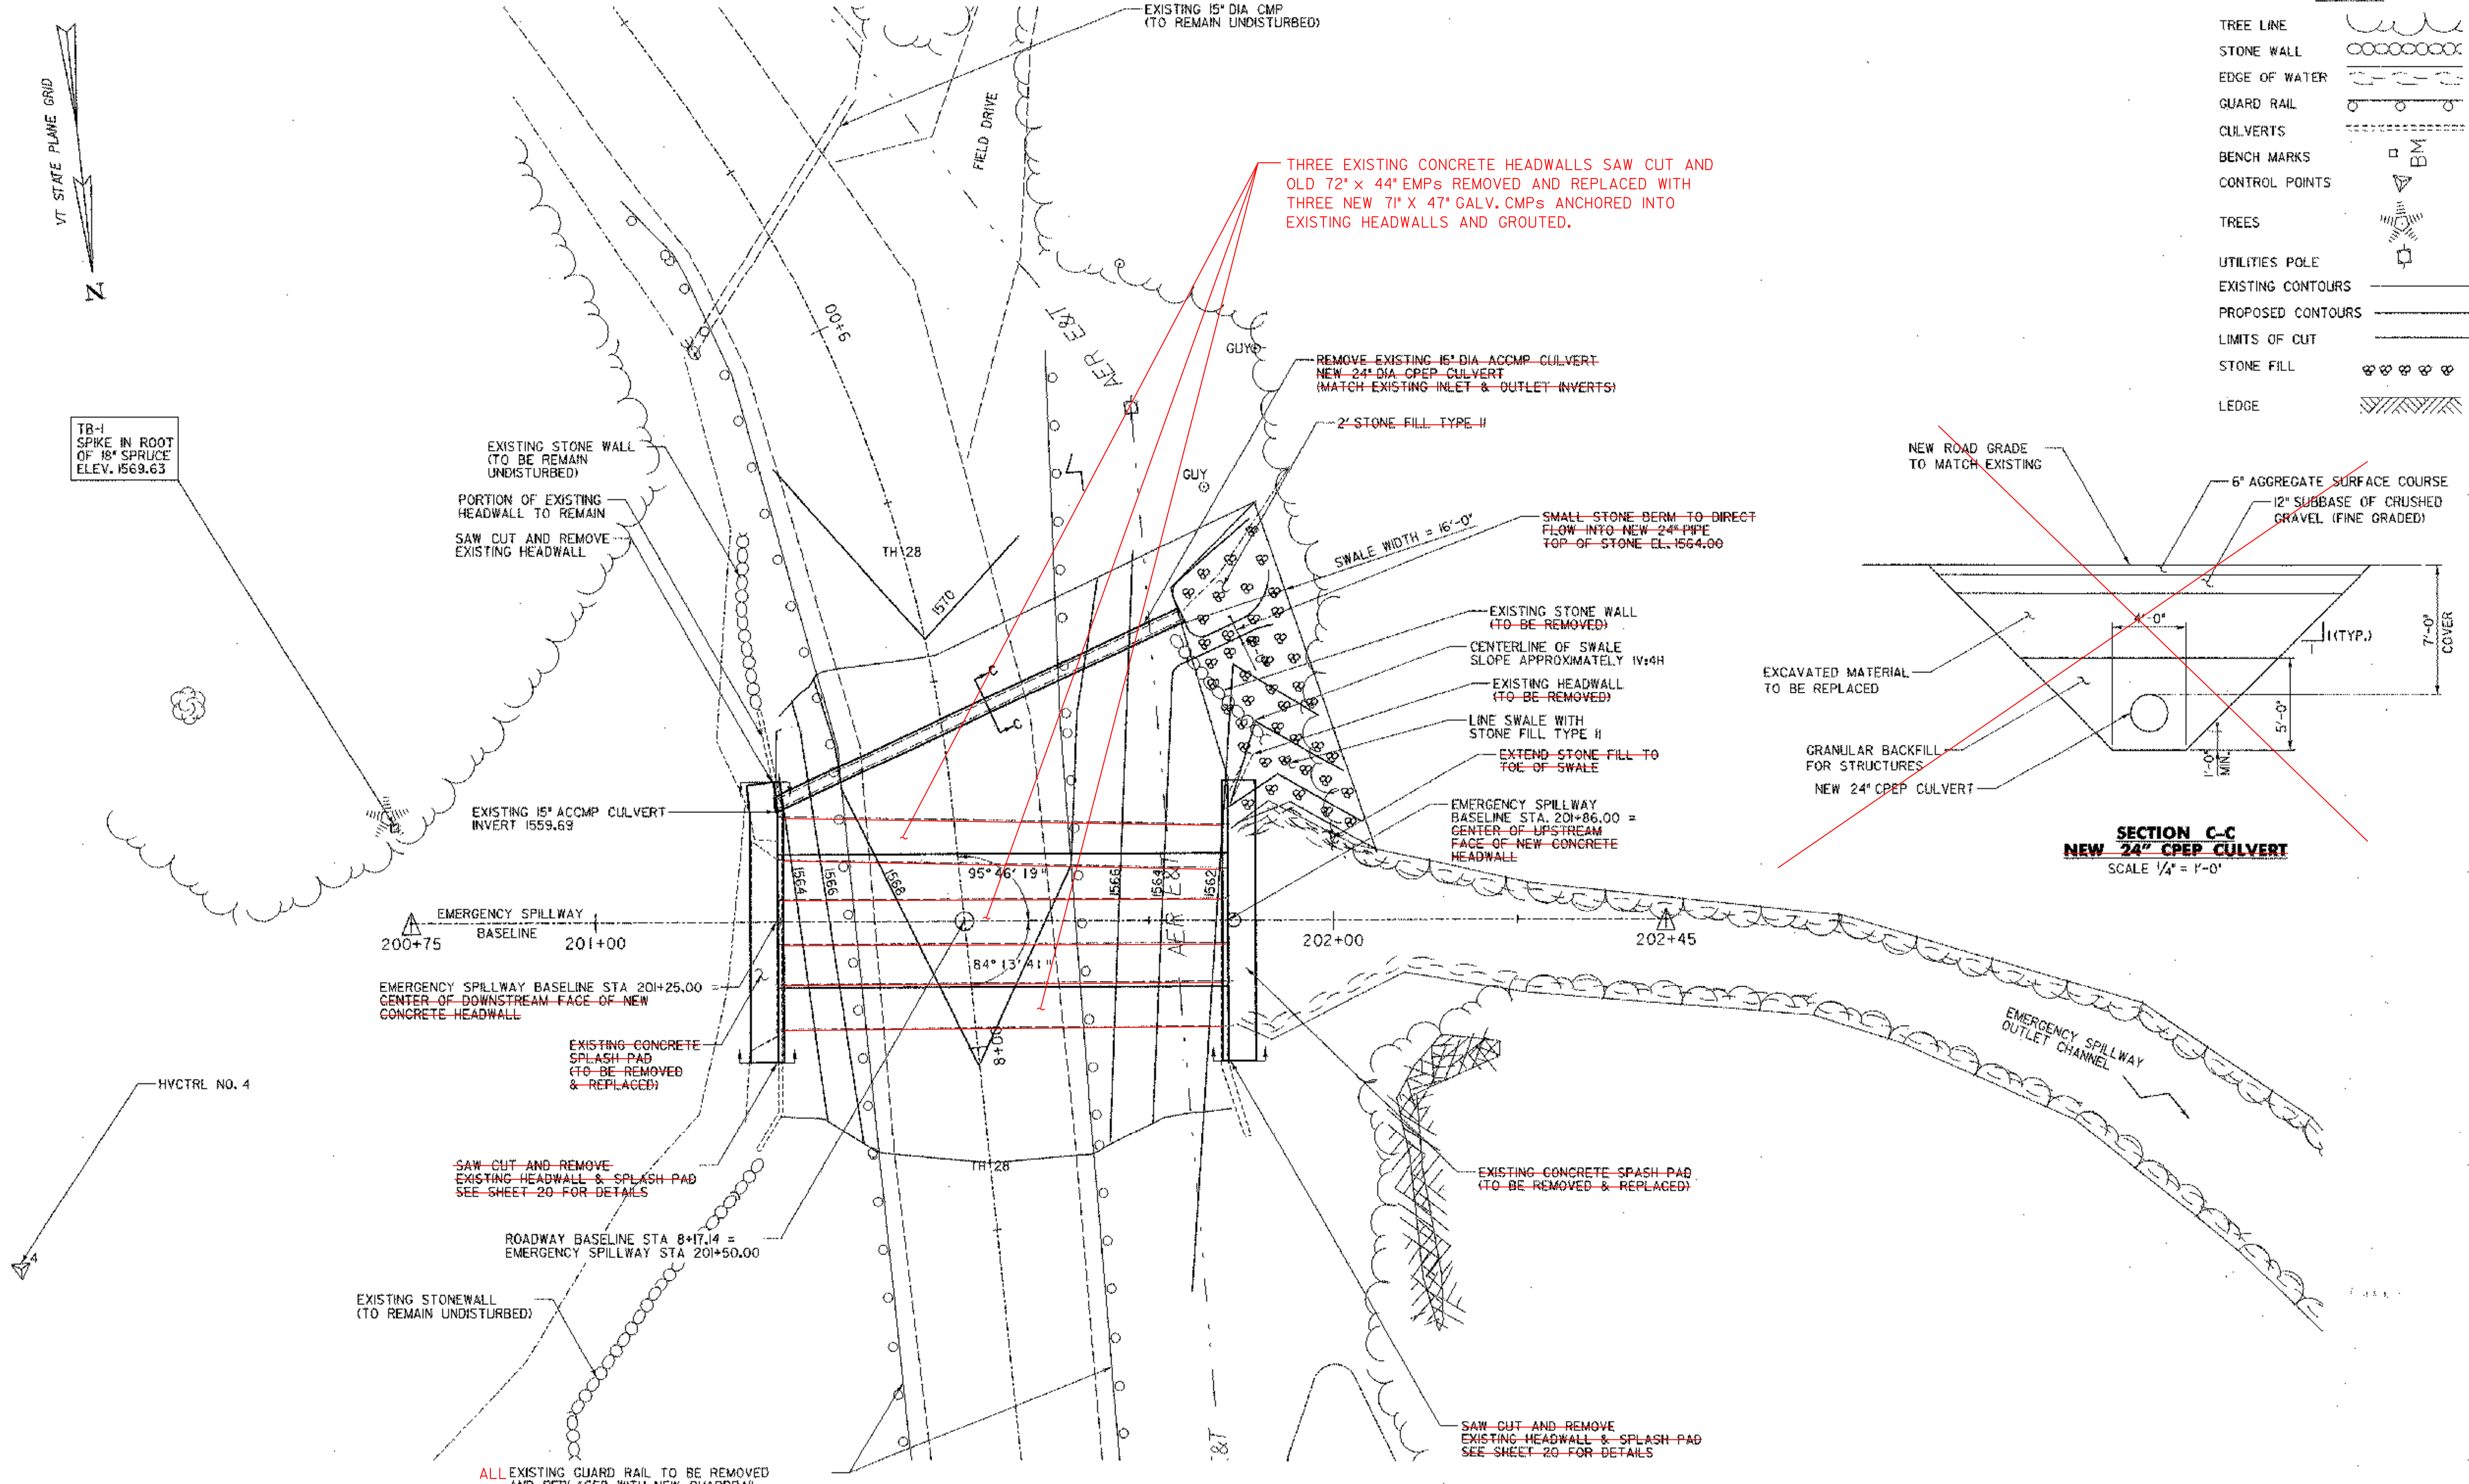 EXISTING 15" DIA CMP
(TO REMAIN UNDISTURBED)
TREE LINE
STONE WALL
EDGE OF WATER
GUARD RAIL
CULVERTS
BENCH MARKS
BM
CONTROL POINTS
TREES
UTILITIES POLE
EXISTING CONTOURS
PROPOSED CONTOURS
LIMITS OF CUT
STONE FILL
LEDGE
VT STATE PLANE GRID
N
FIELD DRIVE
THREE EXISTING CONCRETE HEADWALLS SAW CUT AND
OLD 72" x 44" EMPs REMOVED AND REPLACED WITH
THREE NEW 71" X 47" GALV. CMPs ANCHORED INTO
EXISTING HEADWALLS AND GROUTED.
9+00
AER E&T
GUY
REMOVE EXISTING 15" DIA ACCMP CULVERT
NEW 24" DIA CPEP CULVERT
(MATCH EXISTING INLET & OUTLET INVERTS)
2' STONE FILL TYPE II
TB-1
SPIKE IN ROOT
OF 18" SPRUCE
ELEV. 1569.63
EXISTING STONE WALL
(TO BE REMAIN
UNDISTURBED)
PORTION OF EXISTING
HEADWALL TO REMAIN
SAW CUT AND REMOVE
EXISTING HEADWALL
GUY
TH 28
1570
SMALL STONE BERM TO DIRECT
FLOW INTO NEW 24" PIPE
TOP OF STONE EL. 1564.00
SWALE WIDTH = 16'-0"
EXISTING STONE WALL
(TO BE REMOVED)
CENTERLINE OF SWALE
SLOPE APPROXIMATELY 1V:4H
EXISTING HEADWALL
(TO BE REMOVED)
LINE SWALE WITH
STONE FILL TYPE II
EXTEND STONE FILL TO
TOE OF SWALE
EMERGENCY SPILLWAY
BASELINE STA. 201+86.00 =
CENTER OF UPSTREAM
FACE OF NEW CONCRETE
HEADWALL
NEW ROAD GRADE
TO MATCH EXISTING
6" AGGREGATE SURFACE COURSE
12" SUBBASE OF CRUSHED
GRAVEL (FINE GRADED)
4'-0"
1 (TYP.)
1
7'-0"
COVER
EXCAVATED MATERIAL
TO BE REPLACED
5'-0"
GRANULAR BACKFILL
FOR STRUCTURES
1'-0"
MIN.
NEW 24" CPEP CULVERT
SECTION C-C
NEW 24" CPEP CULVERT
SCALE 1/4" = 1'-0"
C
C
EXISTING 15" ACCMP CULVERT
INVERT 1559.69
1564
1566
1568
95° 46' 19"
1566
1564
1562
AER E&T
EMERGENCY SPILLWAY
BASELINE
200+75
201+00
202+00
202+45
84° 13' 41"
EMERGENCY SPILLWAY BASELINE STA 201+25.00 =
CENTER OF DOWNSTREAM FACE OF NEW
CONCRETE HEADWALL
EXISTING CONCRETE
SPLASH PAD
(TO BE REMOVED
& REPLACED)
8+00
EMERGENCY SPILLWAY
OUTLET CHANNEL
HVCTRL NO. 4
4
SAW CUT AND REMOVE
EXISTING HEADWALL & SPLASH PAD
SEE SHEET 20 FOR DETAILS
TH 28
EXISTING CONCRETE SPASH PAD
(TO BE REMOVED & REPLACED)
ROADWAY BASELINE STA 8+17.14 =
EMERGENCY SPILLWAY STA 201+50.00
EXISTING STONEWALL
(TO REMAIN UNDISTURBED)
SAW CUT AND REMOVE
EXISTING HEADWALL & SPLASH PAD
SEE SHEET 20 FOR DETAILS
E&T
ALL EXISTING GUARD RAIL TO BE REMOVED
AND REPLACED WITH NEW GUARDRAIL